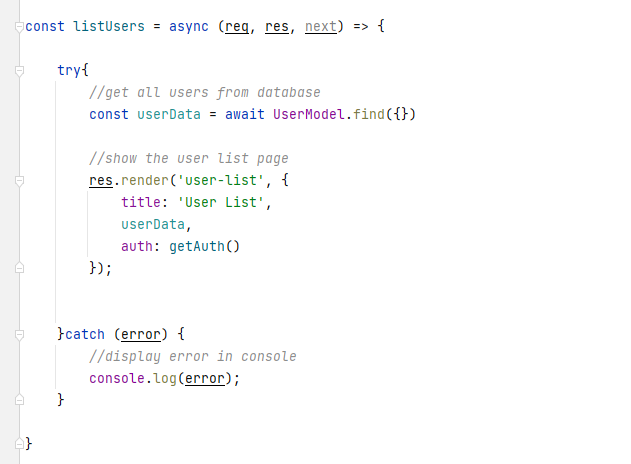 const listUsers = async (req, res, next) => {
try{
//get all users from database
const userData = await UserModel.find({})
//show the user list page
res.render('user-list', {
title: 'User List',
userData,
auth: getAuth()
});
}catch (error) {
//display error in console
console.log(error);
}
}